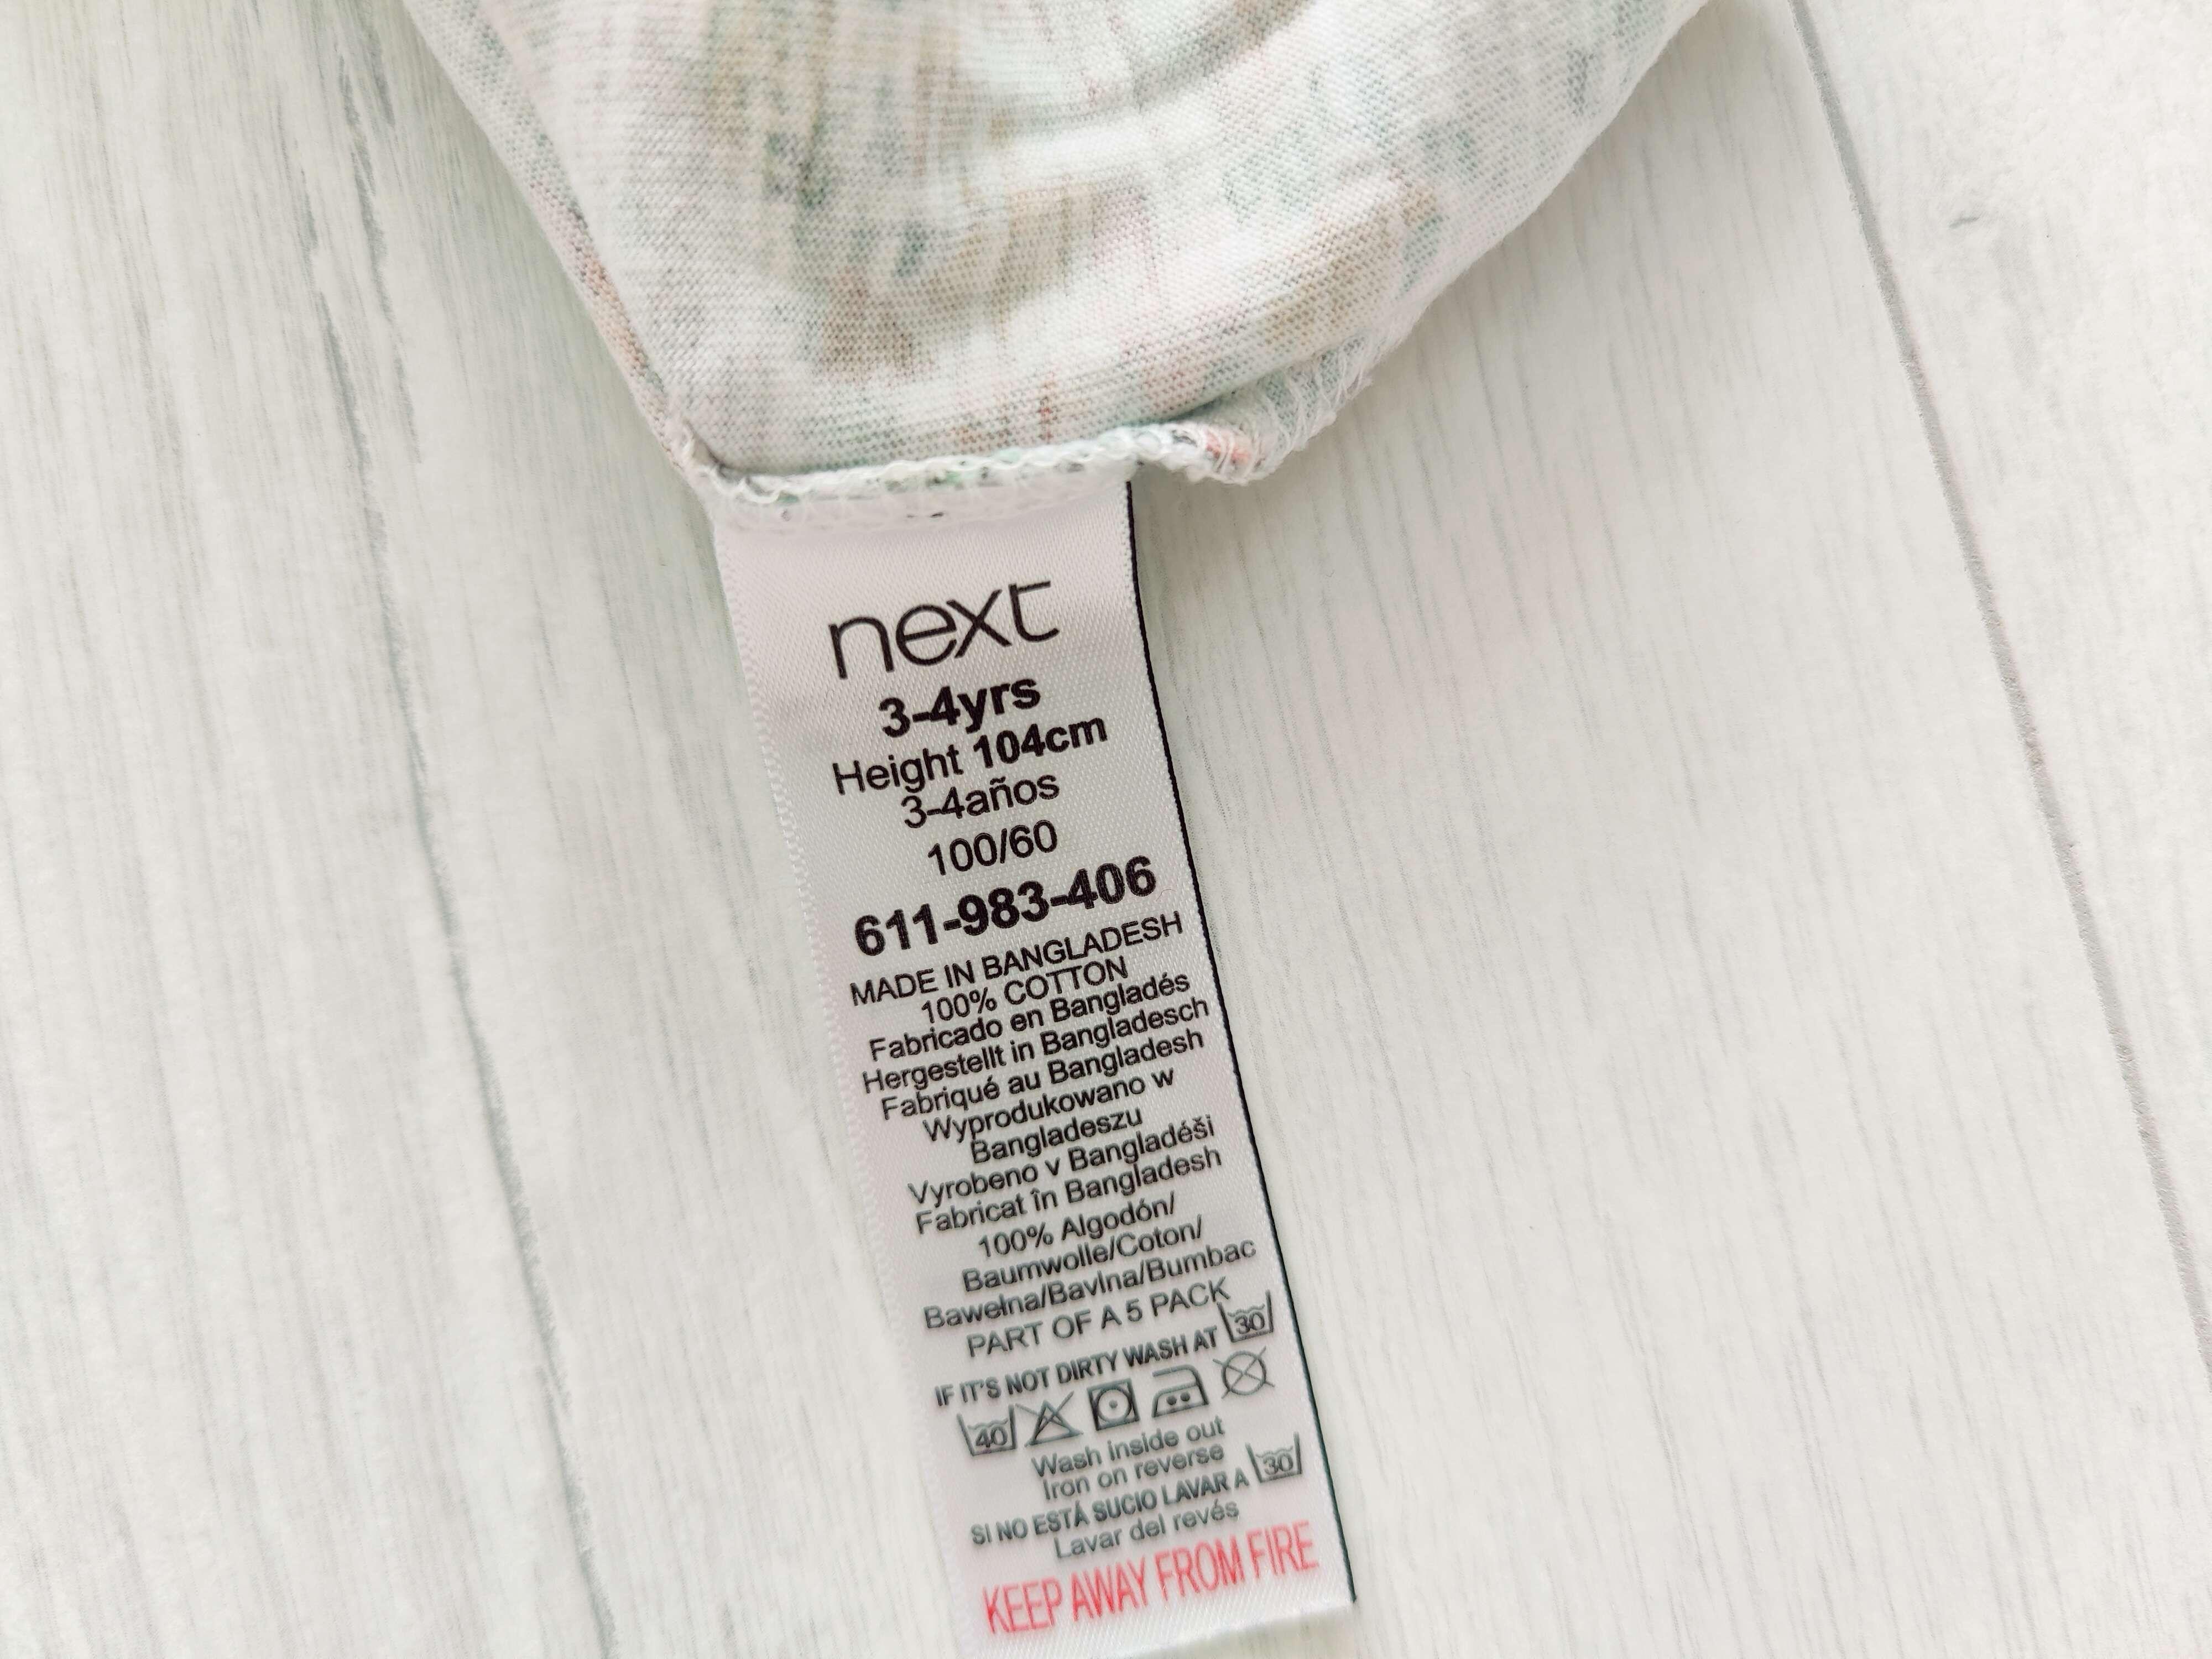 next
3-4yrs
Height 104cm
3-4años
100/60
611-983-406
MADE IN BANGLADESH
100% COTTON
Fabricado en Bangladés
Hergestellt in Bangladesch
Fabriqué au Bangladesh
Wyprodukowano w
Bangladeszu
Vyrobeno v Bangladéši
Fabricat în Bangladesh
100% Algodón/
Baumwolle/Coton/
Bawełna/Bavlna/Bumbac
PART OF A 5 PACK
IF IT'S NOT DIRTY WASH AT 30
40
Wash inside out
Iron on reverse
SI NO ESTÁ SUCIO LAVAR A 30
Lavar del revés
KEEP AWAY FROM FIRE